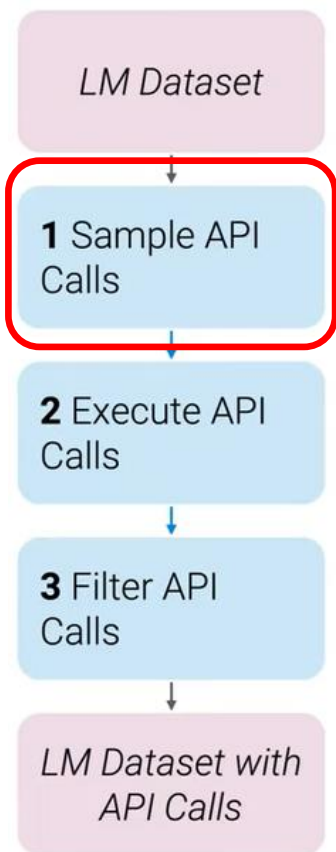 LM Dataset
1 Sample API
Calls
2 Execute API
Calls
3 Filter API
Calls
LM Dataset with
API Calls